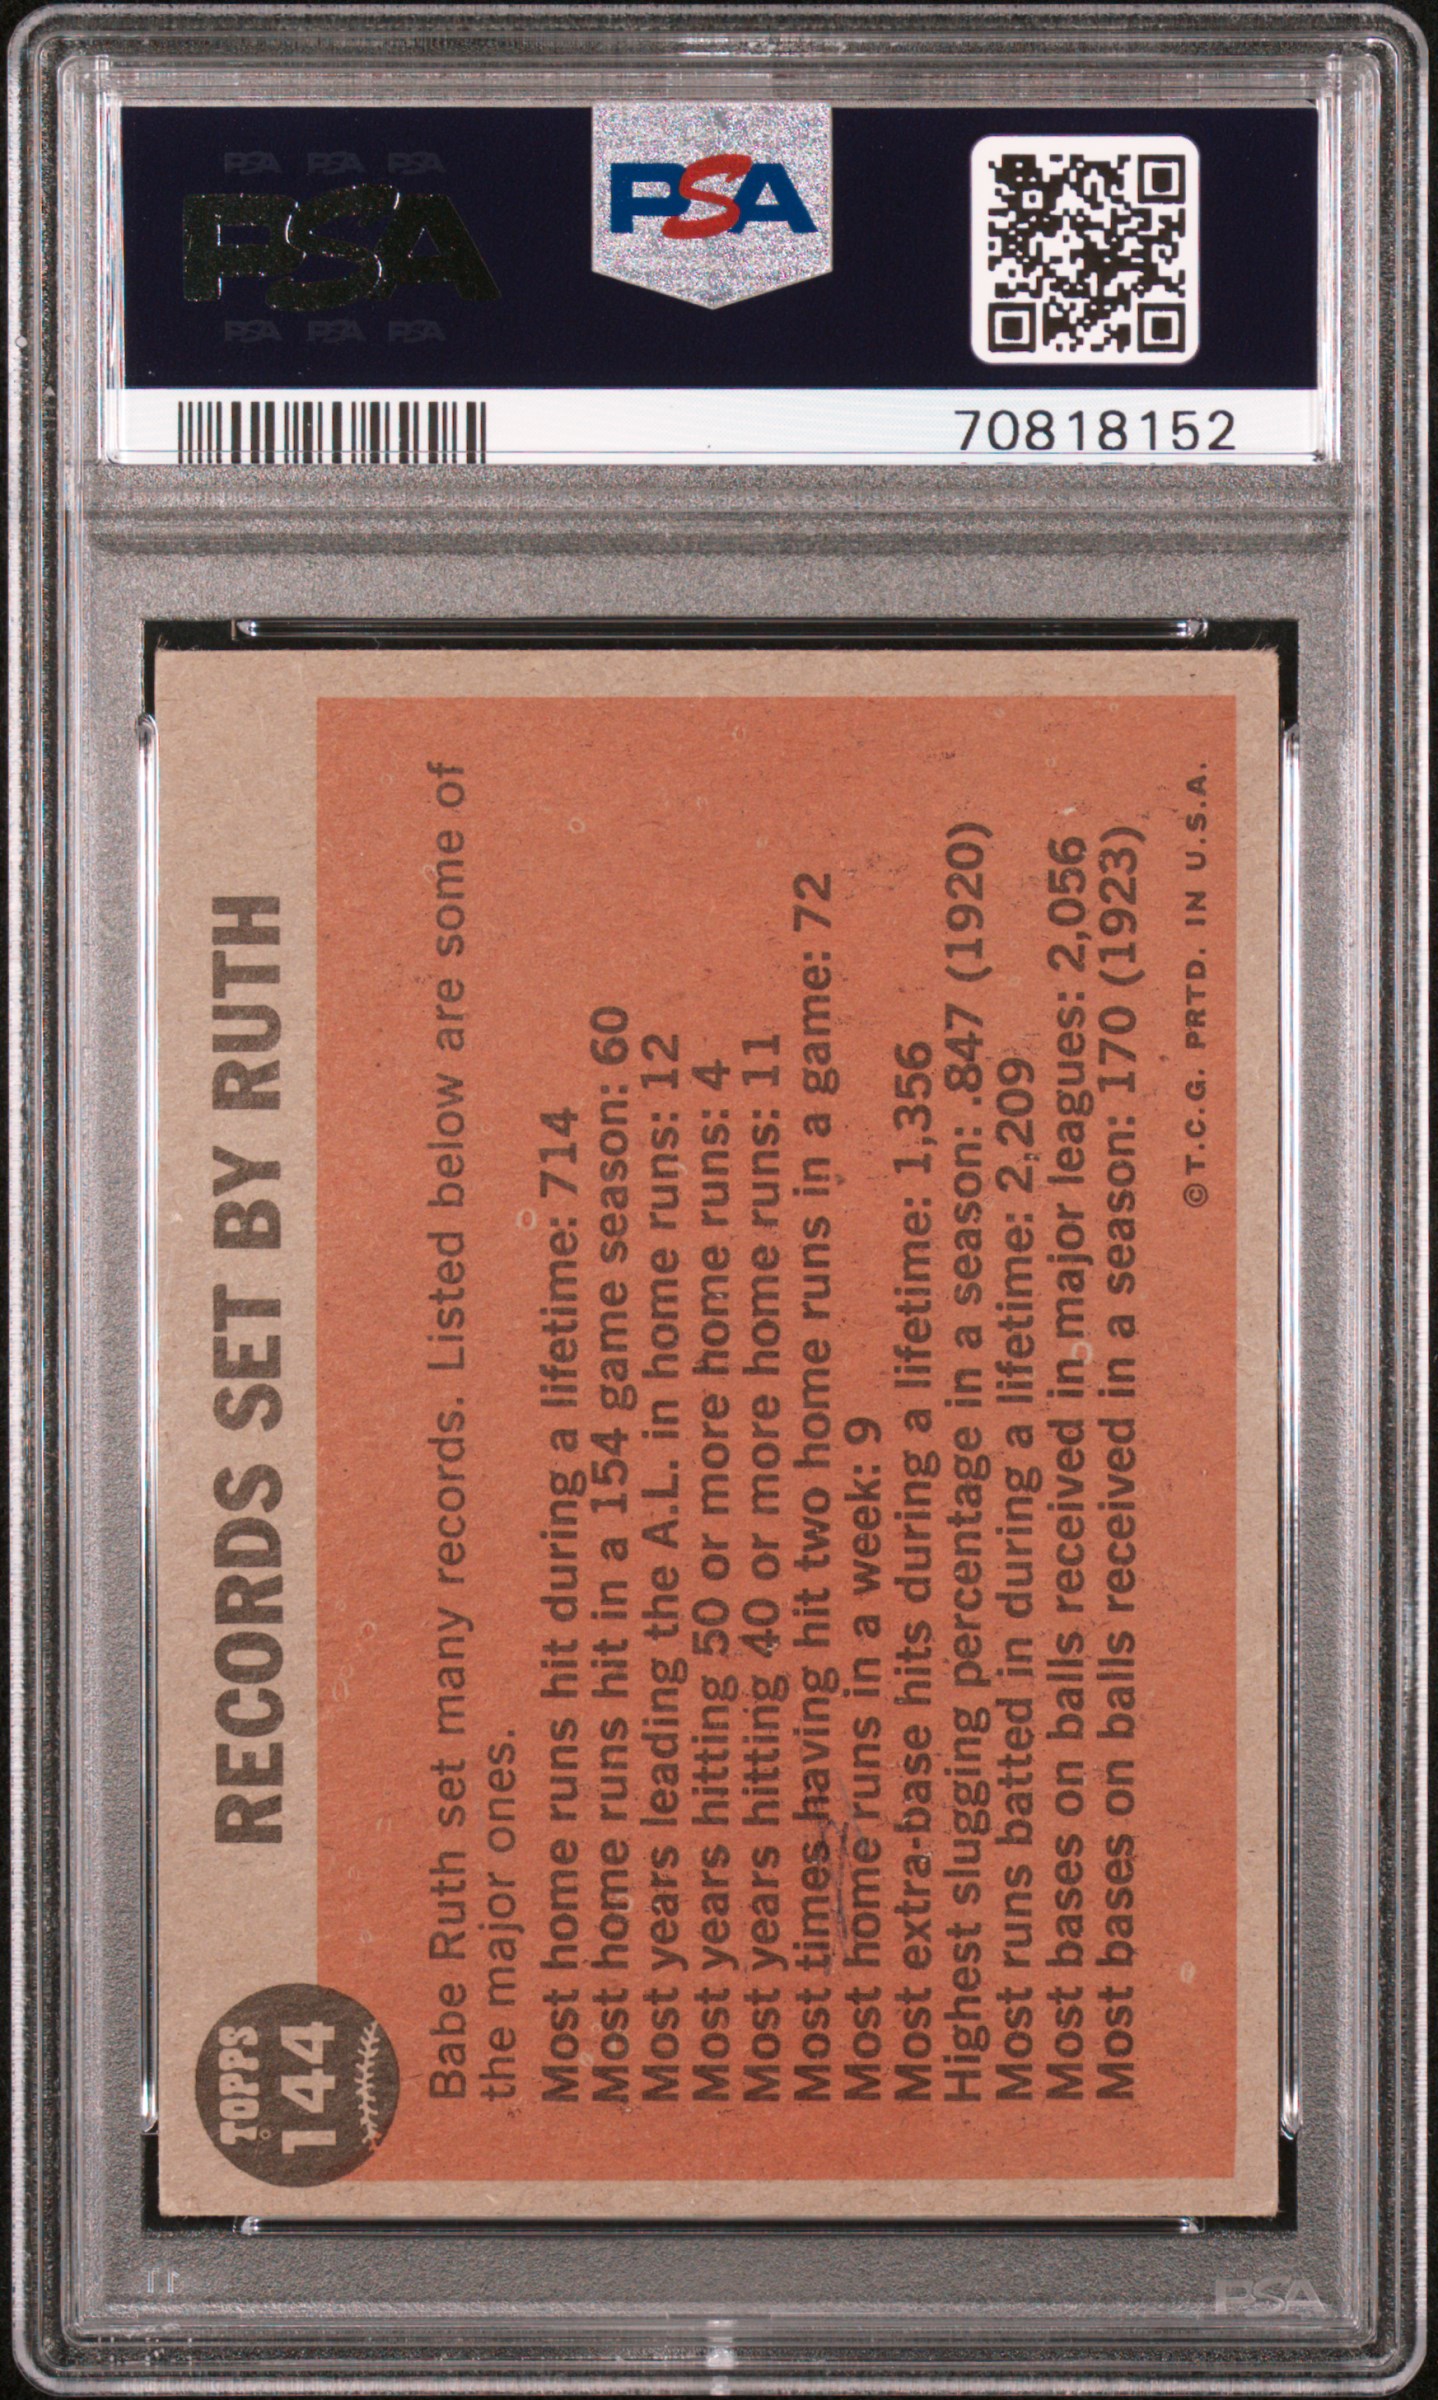 PSA PSA PSA
PSA
PSA PSA PSA
PSA
70818152
TOPPS
144
RECORDS SET BY RUTH
Babe Ruth set many records. Listed below are some of
the major ones.
Most home runs hit during a lifetime: 714
Most home runs hit in a 154 game season: 60
Most years leading the A.L. in home runs: 12
Most years hitting 50 or more home runs: 4
Most years hitting 40 or more home runs: 11
Most times having hit two home runs in a game: 72
Most home runs in a week: 9
Most extra-base hits during a lifetime: 1,356
Highest slugging percentage in a season: .847 (1920)
Most runs batted in during a lifetime: 2,209
Most bases on balls received in major leagues: 2,056
Most bases on balls received in a season: 170 (1923)
© T.C.G. PRTD. IN U.S.A.
PSA